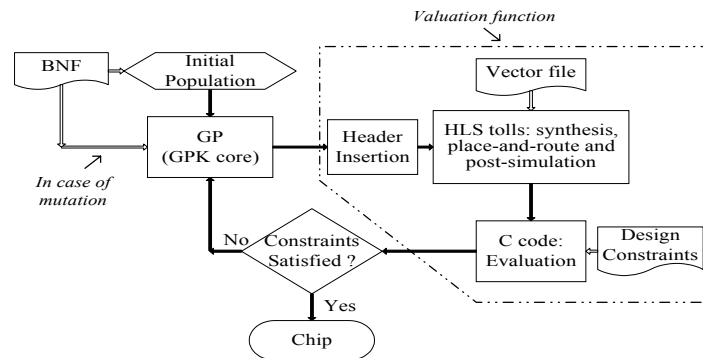 Valuation function
BNF
Initial
Population
Vector file
GP
(GPK core)
Header
Insertion
HLS tolls: synthesis,
place-and-route and
post-simulation
In case of
mutation
No
Constraints
Satisfied ?
C code:
Evaluation
Design
Constraints
Yes
Chip